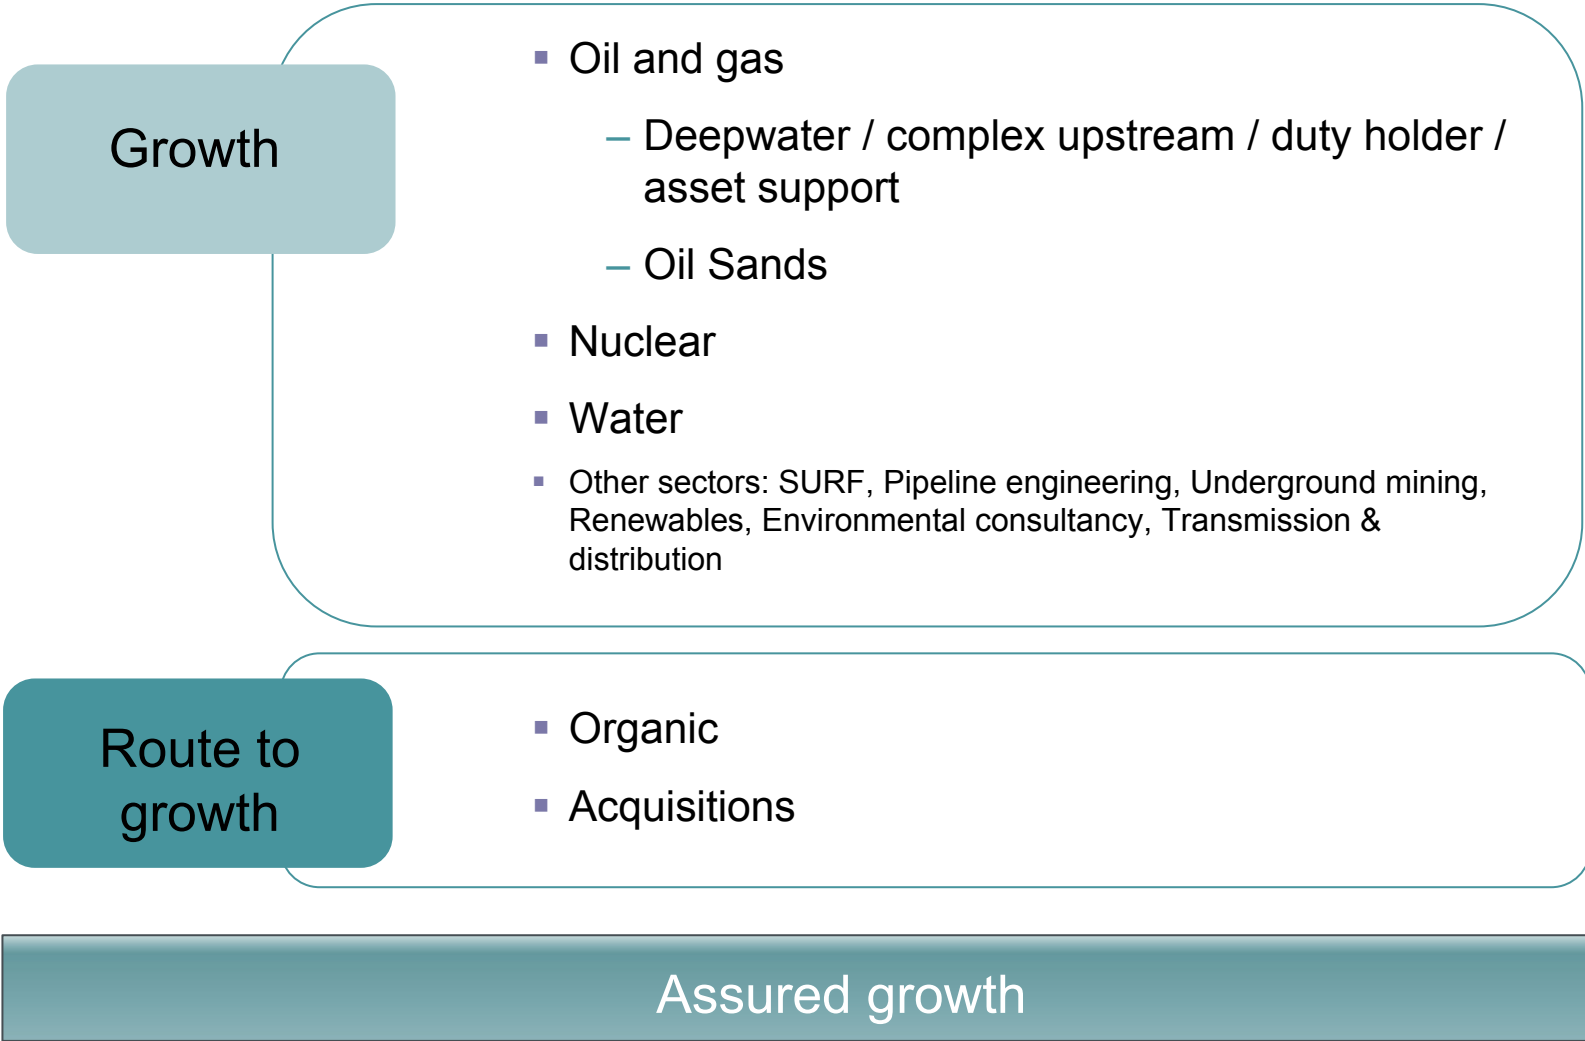 Growth
▪ Oil and gas
– Deepwater / complex upstream / duty holder /
asset support
– Oil Sands
▪ Nuclear
▪ Water
▪ Other sectors: SURF, Pipeline engineering, Underground mining,
Renewables, Environmental consultancy, Transmission &
distribution
Route to
growth
▪ Organic
▪ Acquisitions
Assured growth